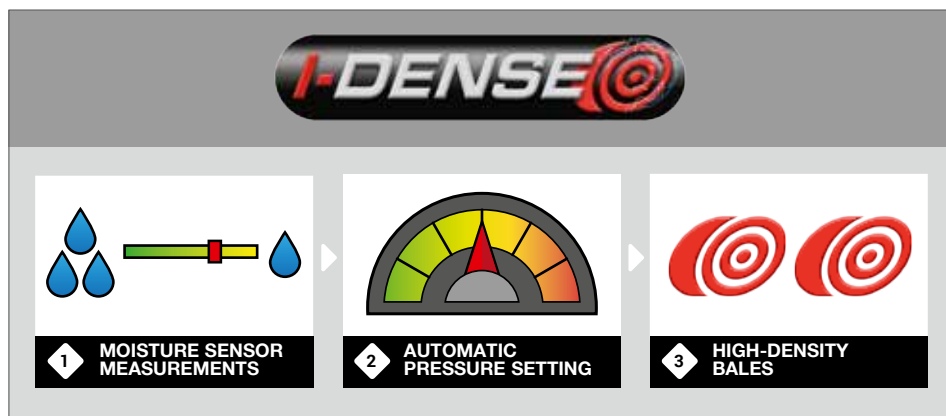 I-DENSE
1
MOISTURE SENSOR
MEASUREMENTS
2
AUTOMATIC
PRESSURE SETTING
3
HIGH-DENSITY
BALES